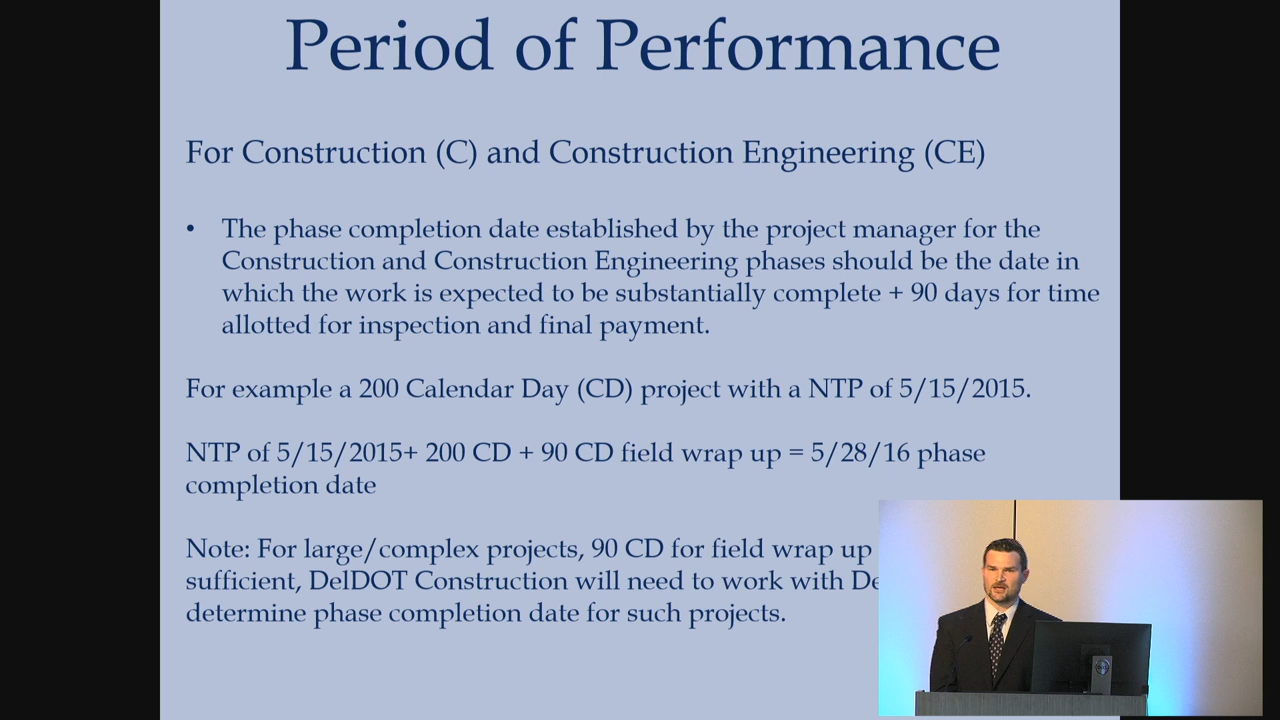 Period of Performance
For Construction (C) and Construction Engineering (CE)
• The phase completion date established by the project manager for the
Construction and Construction Engineering phases should be the date in
which the work is expected to be substantially complete + 90 days for time
allotted for inspection and final payment.
For example a 200 Calendar Day (CD) project with a NTP of 5/15/2015.
NTP of 5/15/2015+ 200 CD + 90 CD field wrap up = 5/28/16 phase
completion date
Note: For large/complex projects, 90 CD for field wrap up
sufficient, DelDOT Construction will need to work with
determine phase completion date for such projects.